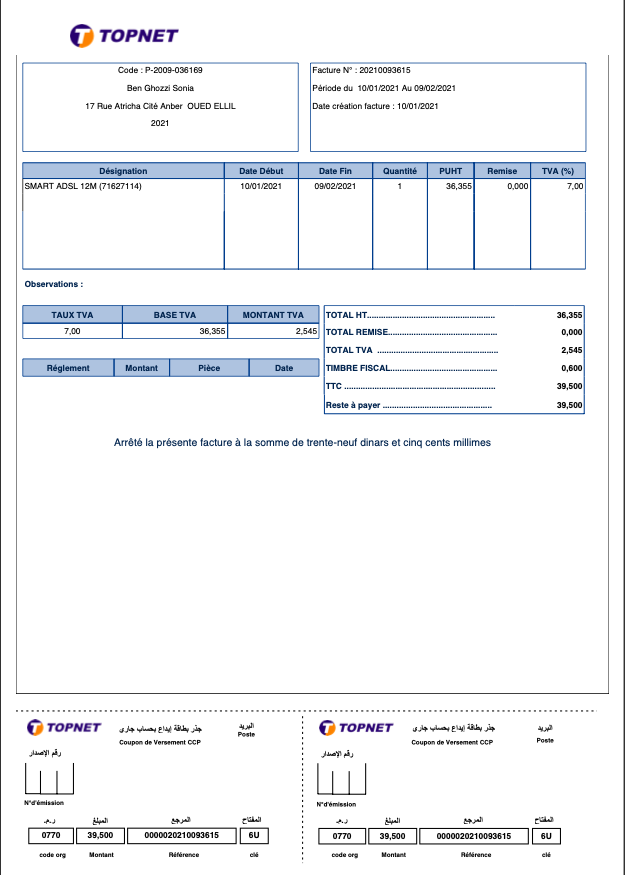 TOPNET
Code : P-2009-036169
Ben Ghozzi Sonia
17 Rue Atricha Cité Anber OUED ELLIL
2021
Facture N° : 20210093615
Période du 10/01/2021 Au 09/02/2021
Date création facture : 10/01/2021
Désignation Date Début Date Fin Quantité PUHT Remise TVA (%)
SMART ADSL 12M (71627114) 10/01/2021 09/02/2021 1 36,355 0,000 7,00
Observations :
TAUX TVA BASE TVA MONTANT TVA
7,00 36,355 2,545
Réglement Montant Pièce Date
TOTAL HT............................................... 36,355
TOTAL REMISE........................................ 0,000
TOTAL TVA ............................................ 2,545
TIMBRE FISCAL....................................... 0,600
TTC ....................................................... 39,500
Reste à payer ........................................ 39,500
Arrêté la présente facture à la somme de trente-neuf dinars et cinq cents millimes
TOPNET جذر بطاقة إيداع بحساب جاري البريد
Coupon de Versement CCP Poste
رقم الإصدار
N°d'émission
ر.م. المبلغ المرجع المفتاح
0770 39,500 0000020210093615 6U
code org Montant Référence clé
TOPNET جذر بطاقة إيداع بحساب جاري البريد
Coupon de Versement CCP Poste
رقم الإصدار
N°d'émission
ر.م. المبلغ المرجع المفتاح
0770 39,500 0000020210093615 6U
code org Montant Référence clé